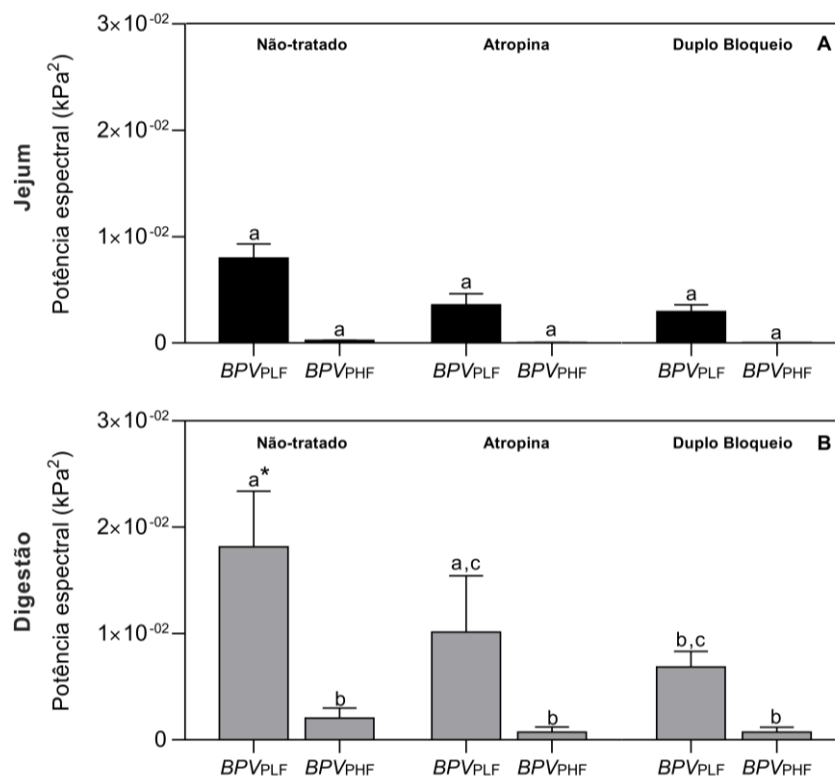 Jejum
Potência espectral (kPa²)
3×10⁻⁰²
2×10⁻⁰²
1×10⁻⁰²
0
Não-tratado Atropina Duplo Bloqueio A
a a a a a a
BPVPLF BPVPHF BPVPLF BPVPHF BPVPLF BPVPHF
Digestão
Potência espectral (kPa²)
3×10⁻⁰²
2×10⁻⁰²
1×10⁻⁰²
0
Não-tratado Atropina Duplo Bloqueio B
a* b a,c b b,c b
BPVPLF BPVPHF BPVPLF BPVPHF BPVPLF BPVPHF